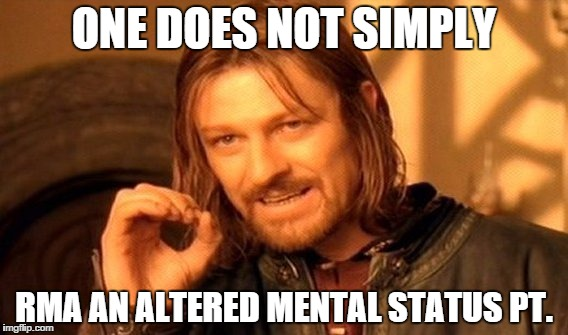 ONE DOES NOT SIMPLY
RMA AN ALTERED MENTAL STATUS PT.
imgflip.com